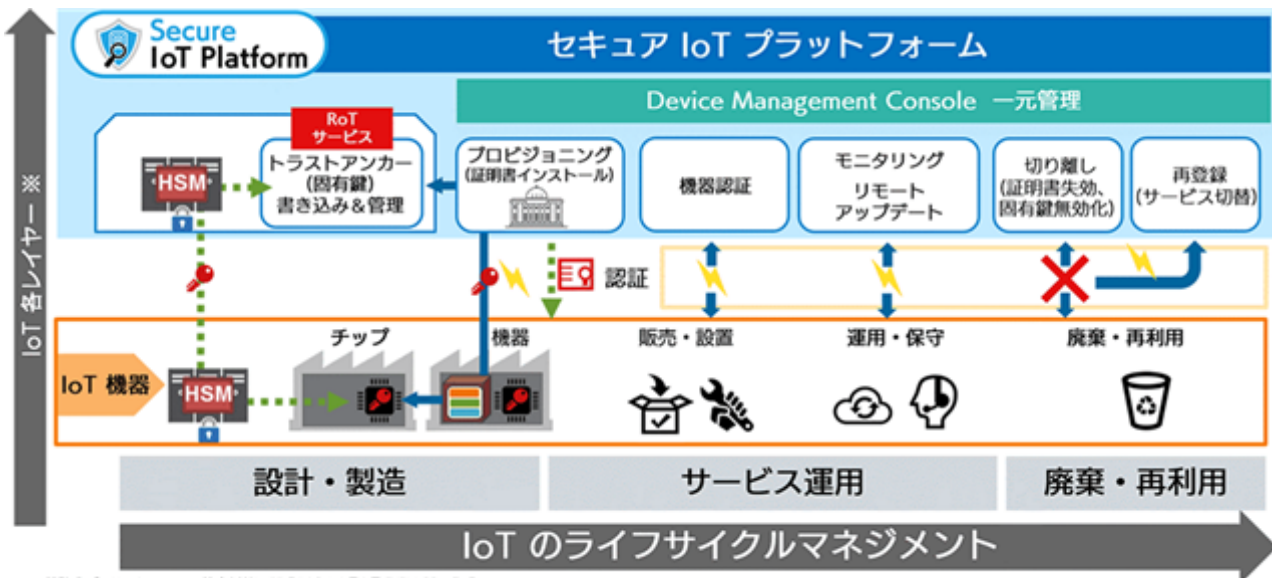 Secure
IoT Platform
セキュア IoT プラットフォーム
Device Management Console 一元管理
RoT
サービス
HSM
トラストアンカー
(固有鍵)
書き込み＆管理
プロビジョニング
(証明書インストール)
機器認証
モニタリング
リモート
アップデート
切り離し
(証明書失効、
固有鍵無効化)
再登録
(サービス切替)
認証
IoT 各レイヤー ※
IoT 機器
HSM
チップ
機器
販売・設置
運用・保守
廃棄・再利用
設計・製造
サービス運用
廃棄・再利用
IoT のライフサイクルマネジメント